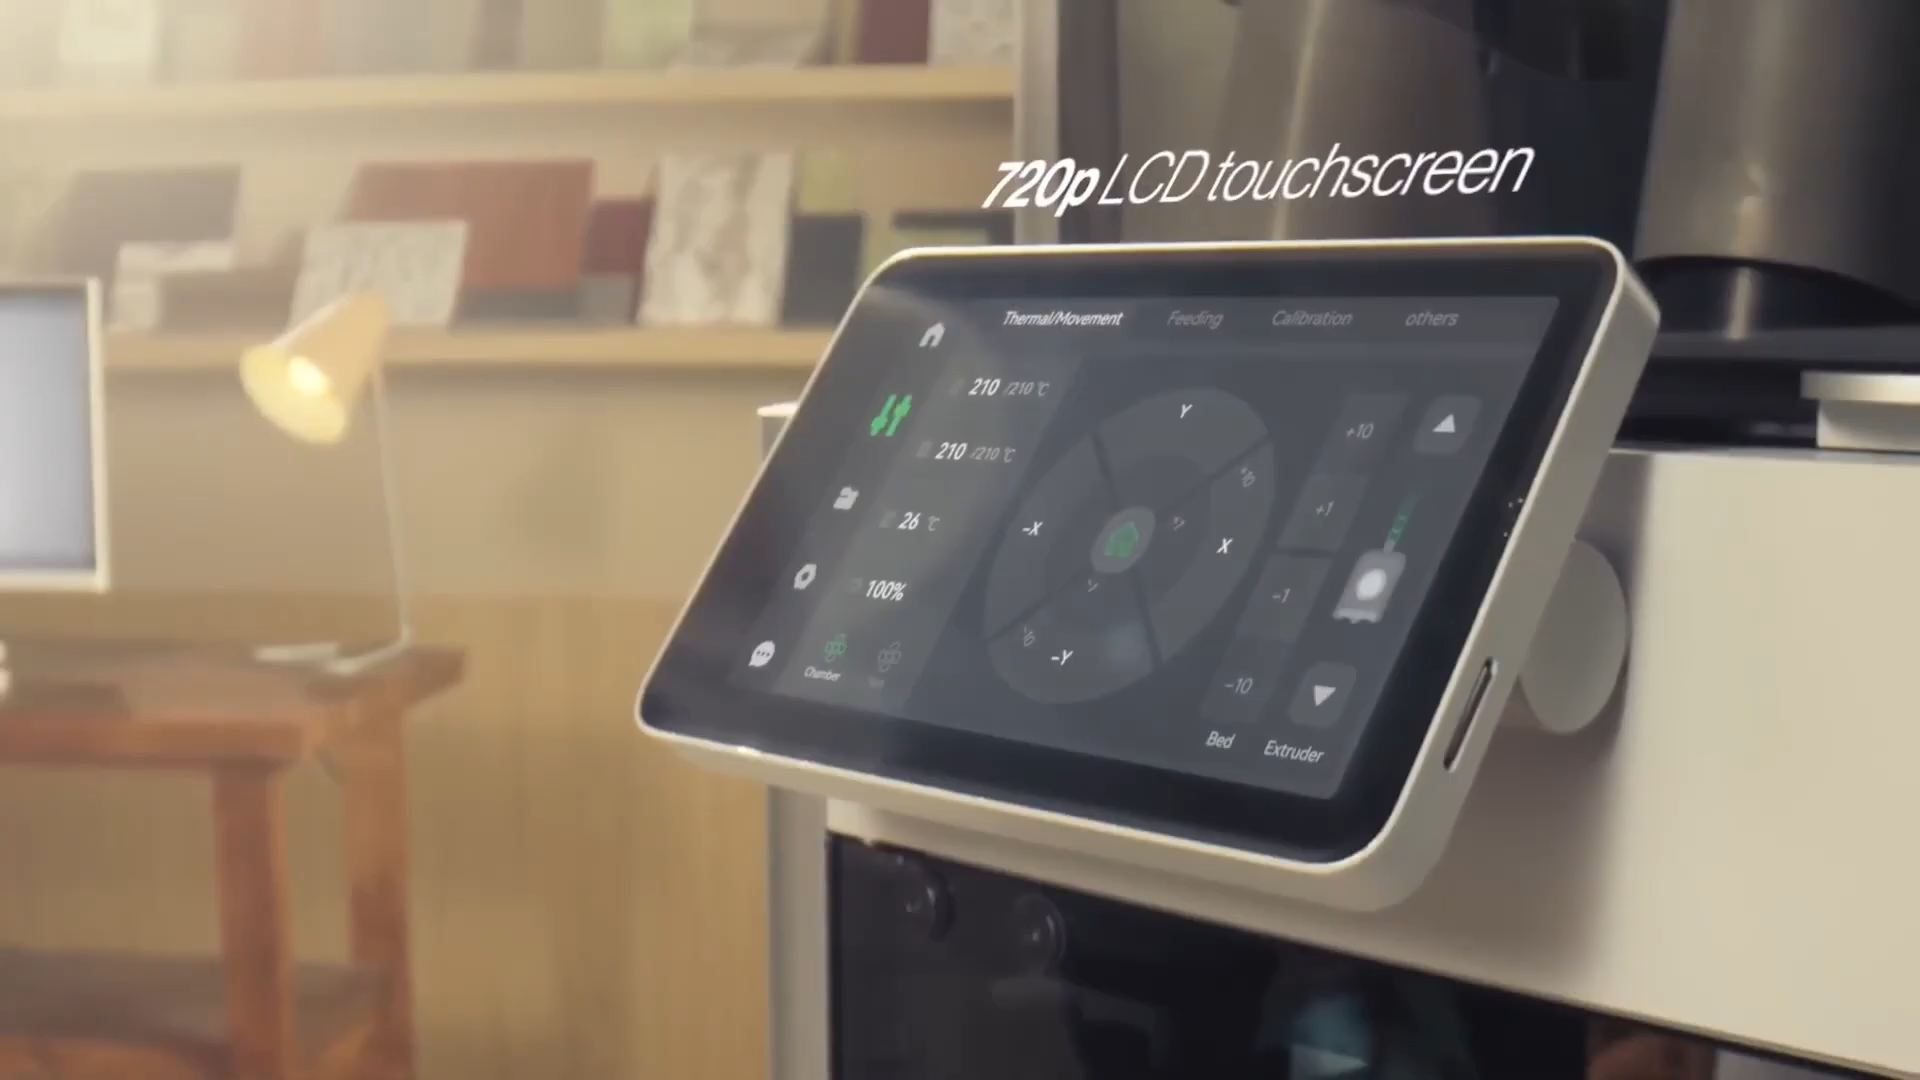 720p LCD touchscreen
Thermal/Movement Feeding Calibration others
210 /210 ℃
210 /210 ℃
26 ℃
100%
Chamber
Y
-X
X
-Y
+10
+1
-1
-10
Bed Extruder